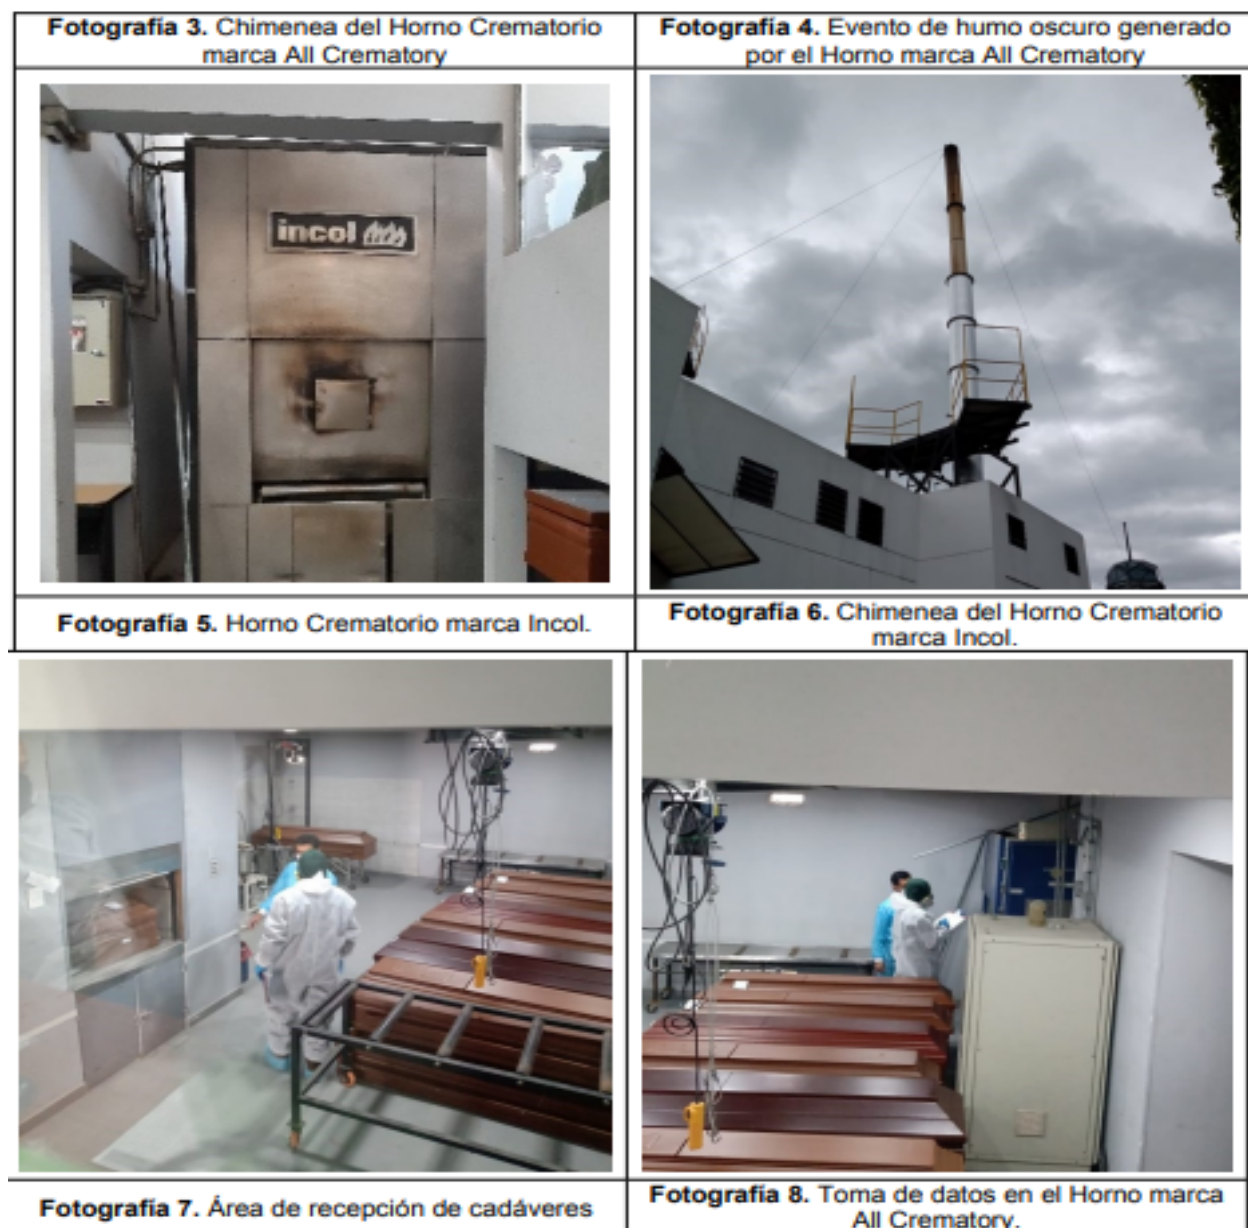 Fotografía 3. Chimenea del Horno Crematorio
marca All Crematory
Fotografía 4. Evento de humo oscuro generado
por el Horno marca All Crematory
incol
Fotografía 5. Horno Crematorio marca Incol.
Fotografía 6. Chimenea del Horno Crematorio
marca Incol.
Fotografía 7. Área de recepción de cadáveres
Fotografía 8. Toma de datos en el Horno marca
All Crematory.